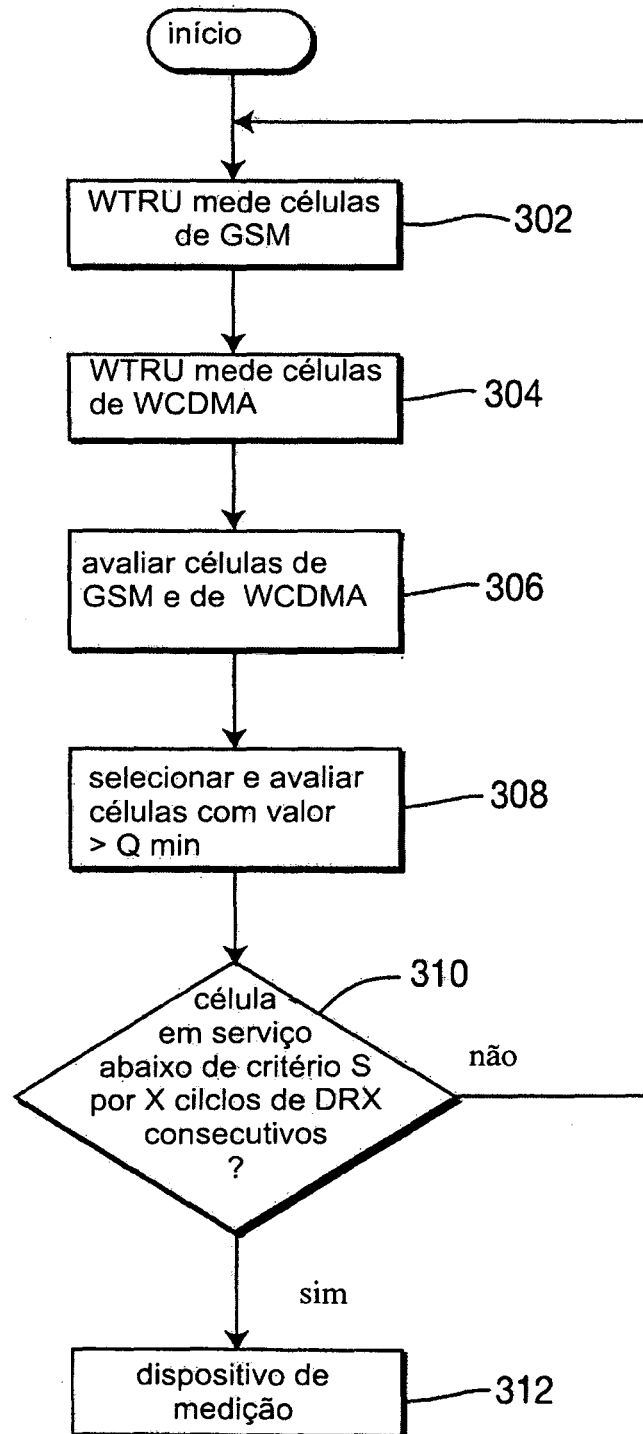 início
WTRU mede células
de GSM
302
WTRU mede células
de WCDMA
304
avaliar células de
GSM e de WCDMA
306
selecionar e avaliar
células com valor
> Q min
308
310
célula
em serviço
abaixo de critério S
por X cilclos de DRX
consecutivos
?
não
sim
dispositivo de
medição
312